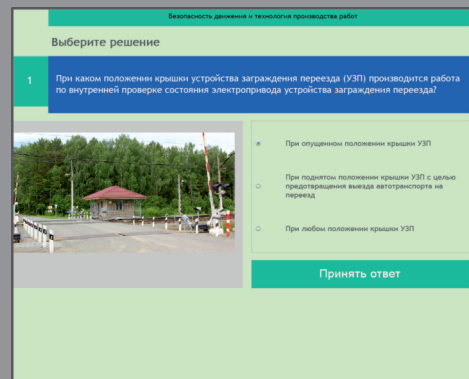 Безопасность движения и технология производства работ
Выберите решение
1
При каком положении крышки устройства заграждения переезда (УЗП) производится работа
по внутренней проверке состояния электропривода устройства заграждения переезда?
При опущенном положении крышки УЗП
При поднятом положении крышки УЗП с целью
предотвращения выезда автотранспорта на
переезд
При любом положении крышки УЗП
Принять ответ